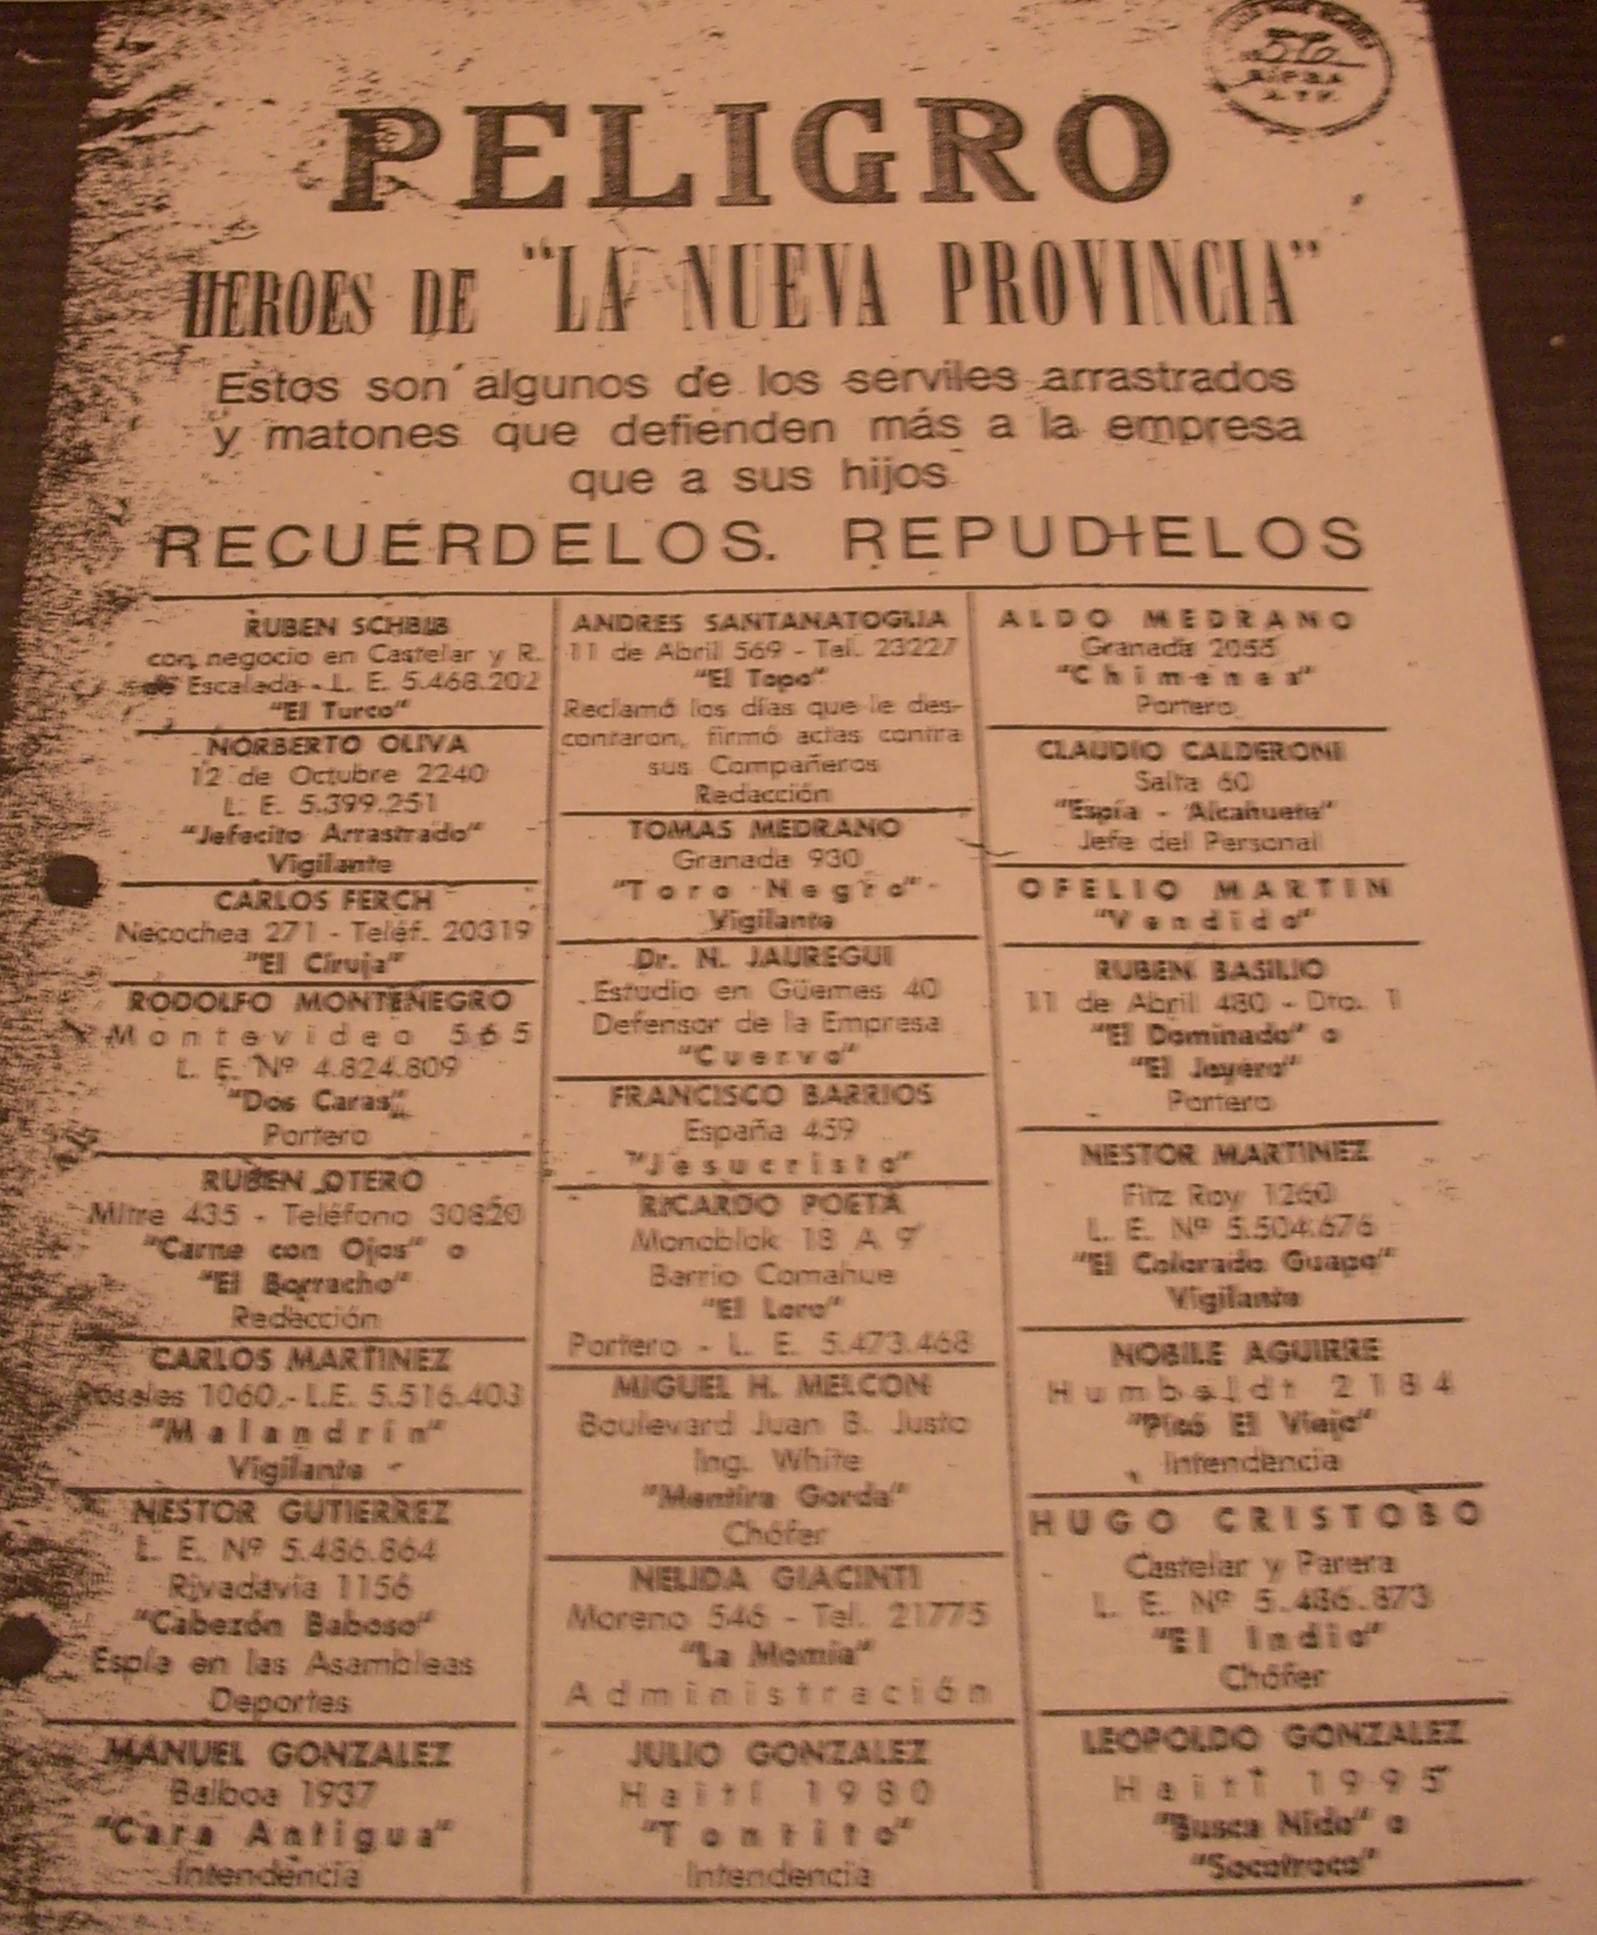 576
SIPBA
PELIGRO
HEROES DE "LA NUEVA PROVINCIA"
Estos son algunos de los serviles arrastrados
y matones que defienden más a la empresa
que a sus hijos
RECUERDELOS. REPUDIELOS
RUBEN SCHBIB
con negocio en Castelar y R.
de Escalada - L. E. 5.468.202
"El Turco"
NORBERTO OLIVA
12 de Octubre 2240
L. E. 5.399.251
"Jefecito Arrastrado"
Vigilante
CARLOS FERCH
Necochea 271 - Teléf. 20319
"El Ciruja"
RODOLFO MONTENEGRO
Montevideo 565
L. E. Nº 4.824.809
"Dos Caras"
Portero
RUBEN OTERO
Mitre 435 - Teléfono 30820
"Carne con Ojos" o
"El Borracho"
Redacción
CARLOS MARTINEZ
Rosales 1060.- L.E. 5.516.403
"Malandrín"
Vigilante
NESTOR GUTIERREZ
L. E. Nº 5.486.864
Rivadavia 1156
"Cabezón Baboso"
Espía en las Asambleas
Deportes
MANUEL GONZALEZ
Balboa 1937
"Cara Antigua"
Intendencia
ANDRES SANTANATOGLIA
11 de Abril 569 - Tel. 23227
"El Topo"
Reclamó los días que le des-
contaron, firmó actas contra
sus Compañeros
Redacción
TOMAS MEDRANO
Granada 930
"Toro Negro"
Vigilante
Dr. N. JAUREGUI
Estudio en Güemes 40
Defensor de la Empresa
"Cuervo"
FRANCISCO BARRIOS
España 459
"Jesucristo"
RICARDO POETA
Monoblok 18 A 9
Barrio Comahue
"El Loro"
Portero - L. E. 5.473.468
MIGUEL H. MELCON
Boulevard Juan B. Justo
Ing. White
"Mentira Gorda"
Chófer
NELIDA GIACINTI
Moreno 546 - Tel. 21775
"La Momia"
Administración
JULIO GONZALEZ
Haití 1980
"Tontito"
Intendencia
ALDO MEDRANO
Granada 2055
"Chimenea"
Portero
CLAUDIO CALDERONI
Salta 60
"Espía - Alcahuete"
Jefe del Personal
OFELIO MARTIN
"Vendido"
RUBEN BASILIO
11 de Abril 480 - Dto. 1
"El Dominado" o
"El Joyero"
Portero
NESTOR MARTINEZ
Fitz Roy 1260
L. E. Nº 5.504.676
"El Colorado Guapo"
Vigilante
NOBILE AGUIRRE
Humboldt 2184
"Pisó El Viejo"
Intendencia
HUGO CRISTOBO
Castelar y Parera
L. E. Nº 5.486.873
"El Indio"
Chófer
LEOPOLDO GONZALEZ
Haití 1995
"Busca Nido" o
"Socotroco"